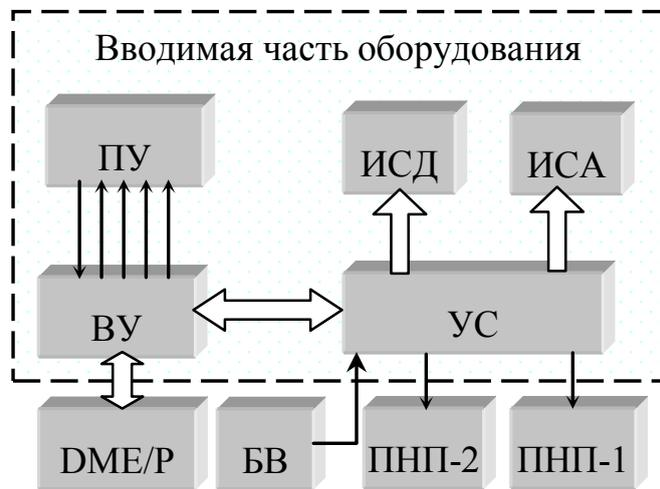 Вводимая часть оборудования
ПУ
ИСД
ИСА
ВУ
УС
DME/P
БВ
ПНП-2
ПНП-1